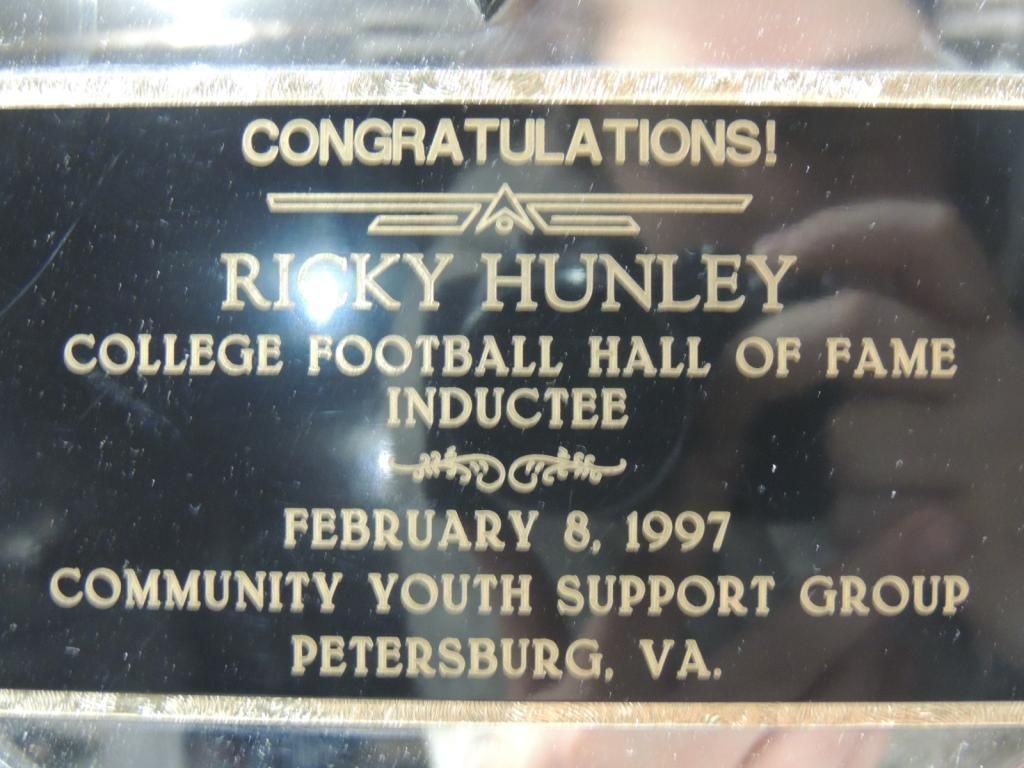 CONGRATULATIONS!
RICKY HUNLEY
COLLEGE FOOTBALL HALL OF FAME
INDUCTEE
FEBRUARY 8, 1997
COMMUNITY YOUTH SUPPORT GROUP
PETERSBURG, VA.